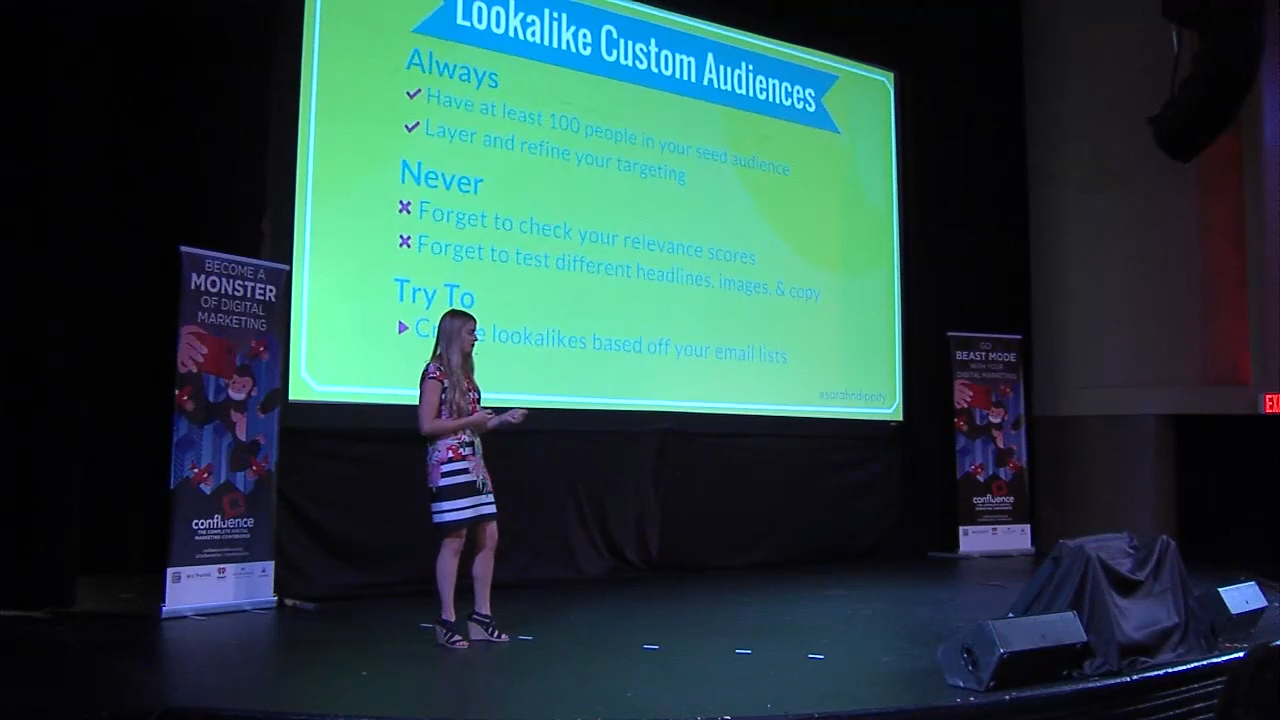 Lookalike Custom Audiences
Always
Have at least 100 people in your seed audience
Layer and refine your targeting
Never
Forget to check your relevance scores
Forget to test different headlines, images, & copy
Try To
lookalikes based off your email lists
@sarahndippity
BECOME A
MONSTER
OF DIGITAL
MARKETING
confluence
THE COMPLETE DIGITAL
MARKETING CONFERENCE
GO
BEAST MODE
WITH YOUR
DIGITAL MARKETING
confluence
EX